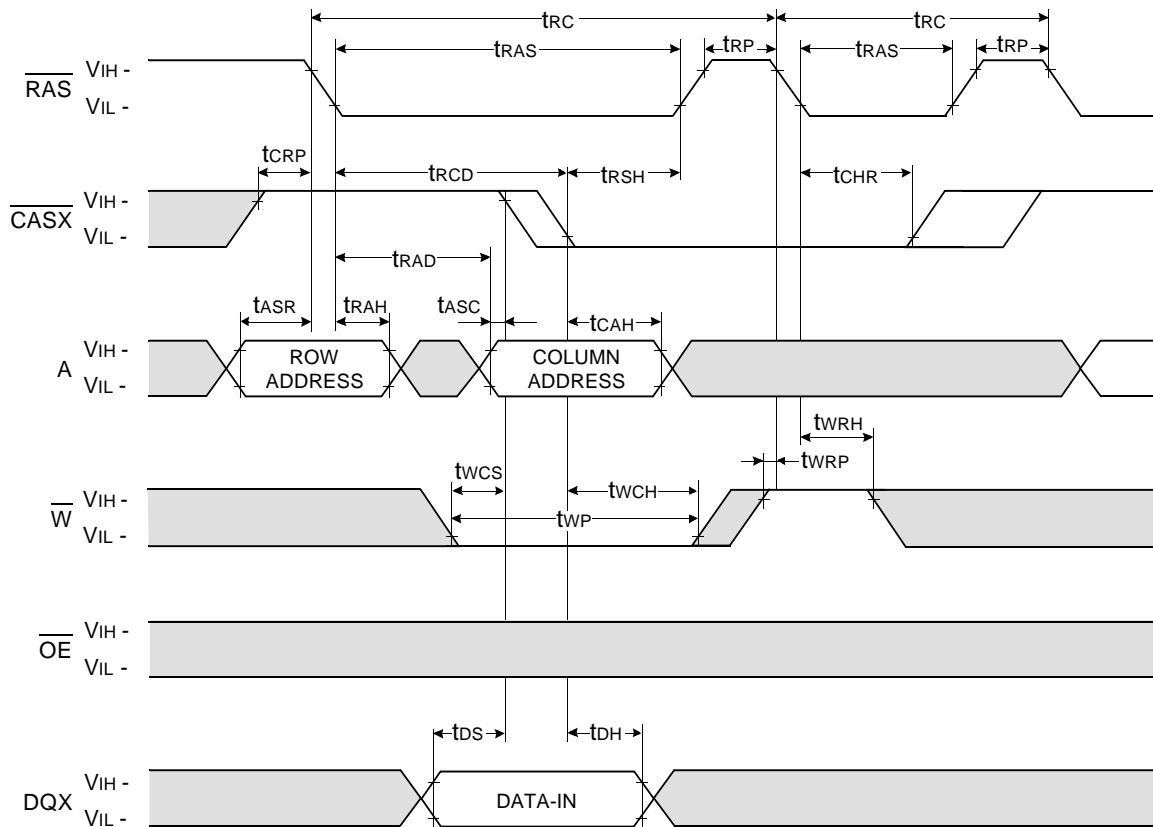 tRC tRC
tRAS tRP tRAS tRP
RAS VIH -
VIL -
tCRP tRCD tRSH tCHR
CASX VIH -
VIL -
tRAD
tASR tRAH tASC tCAH
A VIH -
VIL -
ROW ADDRESS
COLUMN ADDRESS
tWRH
tWRP
tWCS tWCH
W VIH -
VIL -
tWP
OE VIH -
VIL -
tDS tDH
DQX VIH -
VIL -
DATA-IN